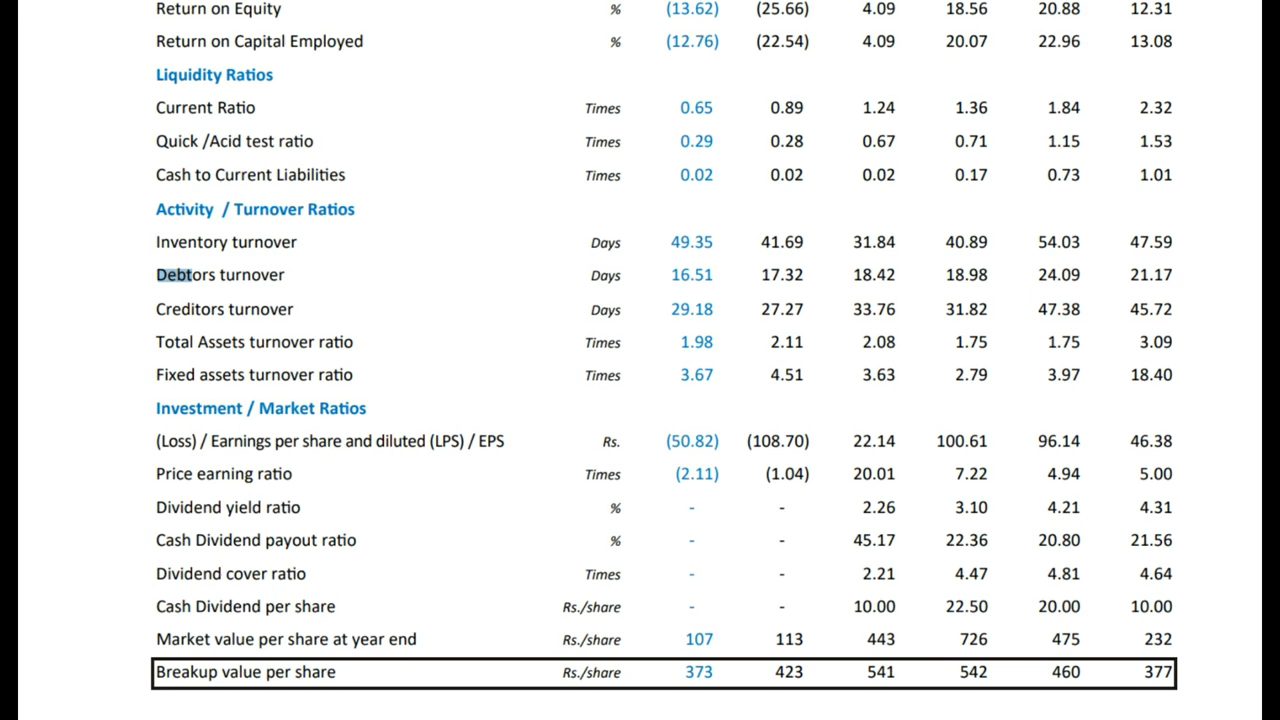 Return on Equity % (13.62) (25.66) 4.09 18.56 20.88 12.31
Return on Capital Employed % (12.76) (22.54) 4.09 20.07 22.96 13.08
Liquidity Ratios
Current Ratio Times 0.65 0.89 1.24 1.36 1.84 2.32
Quick /Acid test ratio Times 0.29 0.28 0.67 0.71 1.15 1.53
Cash to Current Liabilities Times 0.02 0.02 0.02 0.17 0.73 1.01
Activity / Turnover Ratios
Inventory turnover Days 49.35 41.69 31.84 40.89 54.03 47.59
Debtors turnover Days 16.51 17.32 18.42 18.98 24.09 21.17
Creditors turnover Days 29.18 27.27 33.76 31.82 47.38 45.72
Total Assets turnover ratio Times 1.98 2.11 2.08 1.75 1.75 3.09
Fixed assets turnover ratio Times 3.67 4.51 3.63 2.79 3.97 18.40
Investment / Market Ratios
(Loss) / Earnings per share and diluted (LPS) / EPS Rs. (50.82) (108.70) 22.14 100.61 96.14 46.38
Price earning ratio Times (2.11) (1.04) 20.01 7.22 4.94 5.00
Dividend yield ratio % - - 2.26 3.10 4.21 4.31
Cash Dividend payout ratio % - - 45.17 22.36 20.80 21.56
Dividend cover ratio Times - - 2.21 4.47 4.81 4.64
Cash Dividend per share Rs./share - - 10.00 22.50 20.00 10.00
Market value per share at year end Rs./share 107 113 443 726 475 232
Breakup value per share Rs./share 373 423 541 542 460 377